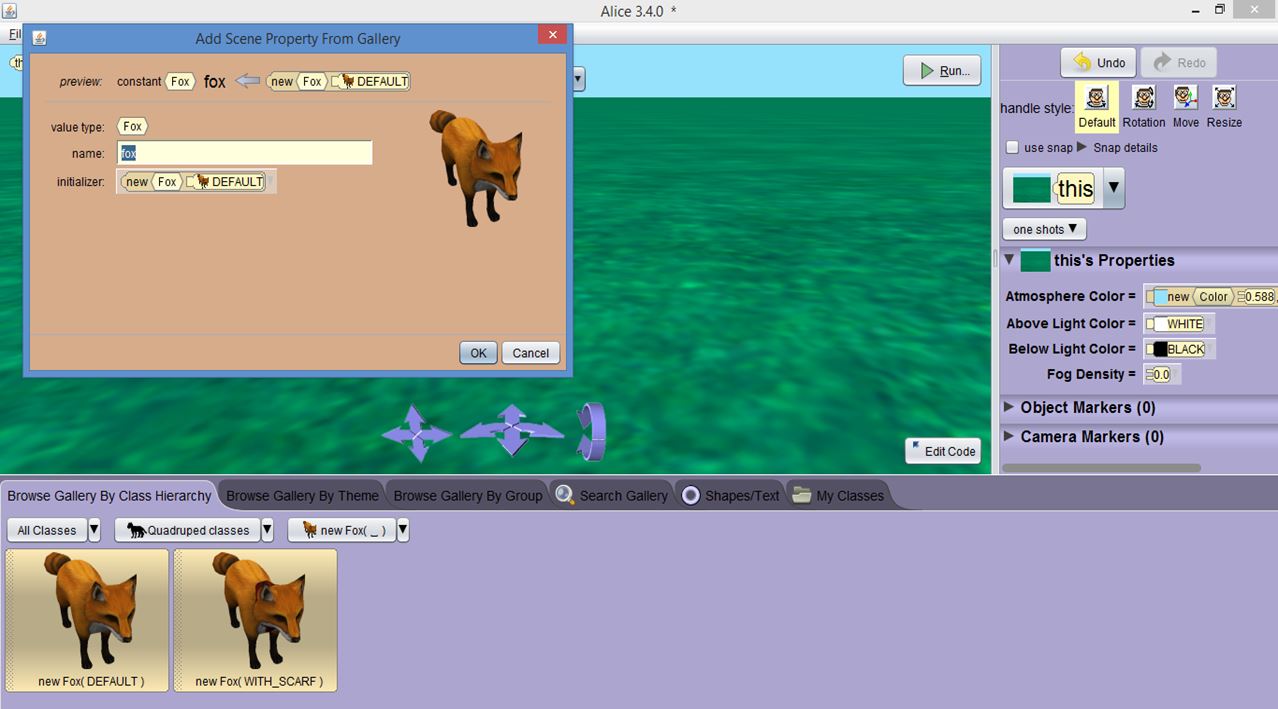 Alice 3.4.0 *
Add Scene Property From Gallery
preview: constant Fox fox new Fox DEFAULT
value type: Fox
name: fox
initializer: new Fox DEFAULT
OK Cancel
Run...
Edit Code
Undo Redo
handle style:
Default Rotation Move Resize
use snap Snap details
this
one shots
this's Properties
Atmosphere Color = new Color 0.588
Above Light Color = WHITE
Below Light Color = BLACK
Fog Density = 0.0
Object Markers (0)
Camera Markers (0)
Browse Gallery By Class Hierarchy Browse Gallery By Theme Browse Gallery By Group Search Gallery Shapes/Text My Classes
All Classes Quadruped classes new Fox( _ )
new Fox( DEFAULT ) new Fox( WITH_SCARF )